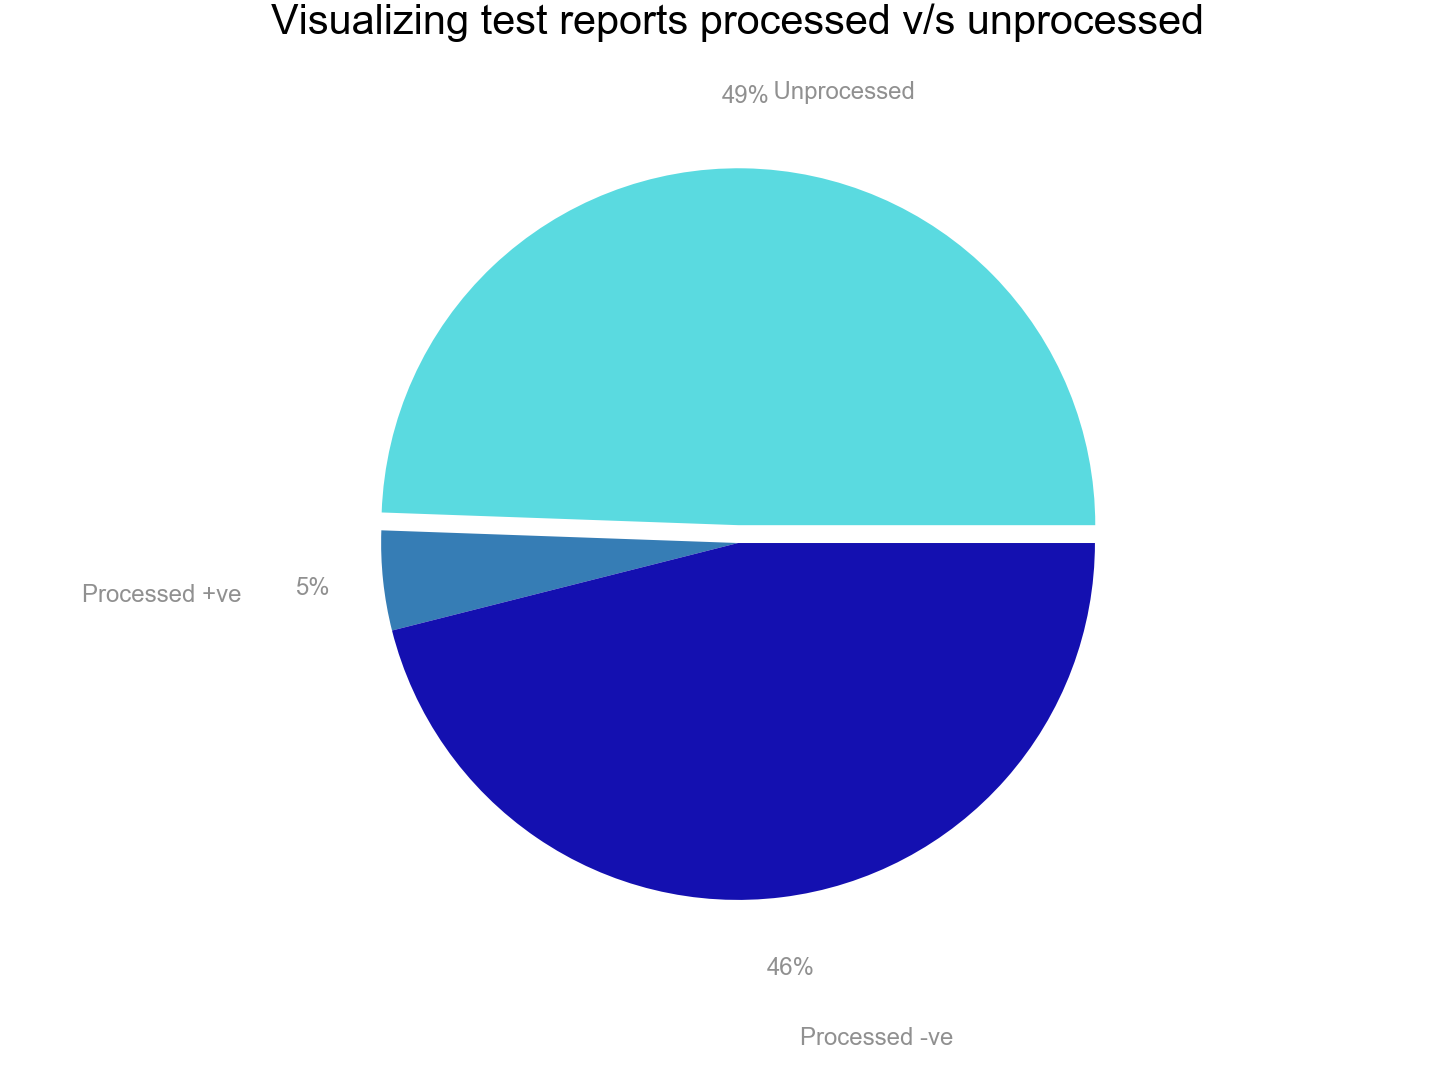 Visualizing test reports processed v/s unprocessed
49% Unprocessed
Processed +ve 5%
46%
Processed -ve